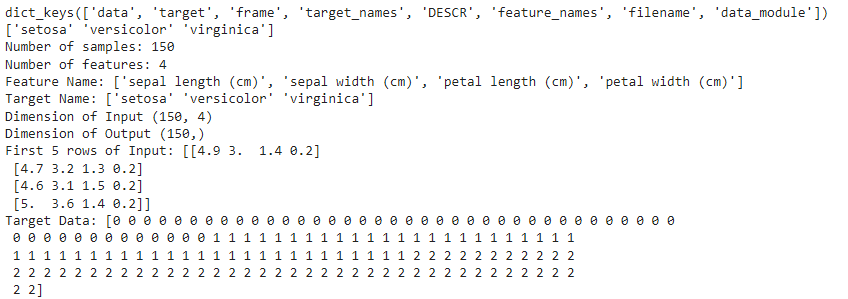 dict_keys(['data', 'target', 'frame', 'target_names', 'DESCR', 'feature_names', 'filename', 'data_module'])
['setosa' 'versicolor' 'virginica']
Number of samples: 150
Number of features: 4
Feature Name: ['sepal length (cm)', 'sepal width (cm)', 'petal length (cm)', 'petal width (cm)']
Target Name: ['setosa' 'versicolor' 'virginica']
Dimension of Input (150, 4)
Dimension of Output (150,)
First 5 rows of Input: [[4.9 3.  1.4 0.2]
 [4.7 3.2 1.3 0.2]
 [4.6 3.1 1.5 0.2]
 [5.  3.6 1.4 0.2]]
Target Data: [0 0 0 0 0 0 0 0 0 0 0 0 0 0 0 0 0 0 0 0 0 0 0 0 0 0 0 0 0 0 0 0 0 0 0 0 0
 0 0 0 0 0 0 0 0 0 0 0 0 0 1 1 1 1 1 1 1 1 1 1 1 1 1 1 1 1 1 1 1 1 1 1 1 1
 1 1 1 1 1 1 1 1 1 1 1 1 1 1 1 1 1 1 1 1 1 1 1 1 1 1 2 2 2 2 2 2 2 2 2 2 2
 2 2 2 2 2 2 2 2 2 2 2 2 2 2 2 2 2 2 2 2 2 2 2 2 2 2 2 2 2 2 2 2 2 2 2 2 2
 2 2]